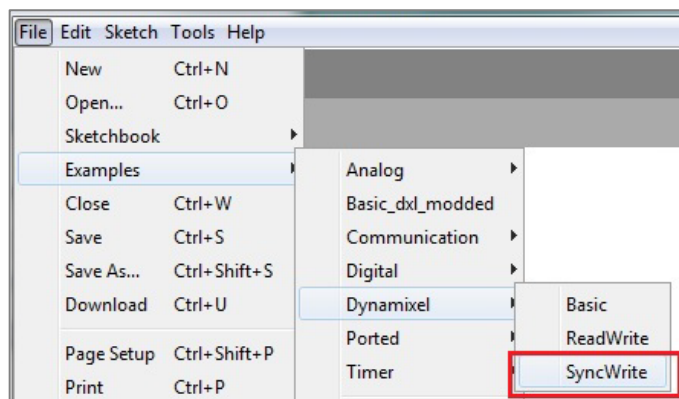 File Edit Sketch Tools Help
New Ctrl+N
Open... Ctrl+O
Sketchbook
Examples
Close Ctrl+W
Save Ctrl+S
Save As... Ctrl+Shift+S
Download Ctrl+U
Page Setup Ctrl+Shift+P
Print Ctrl+P
Analog
Basic_dxl_modded
Communication
Digital
Dynamixel
Ported
Timer
Basic
ReadWrite
SyncWrite